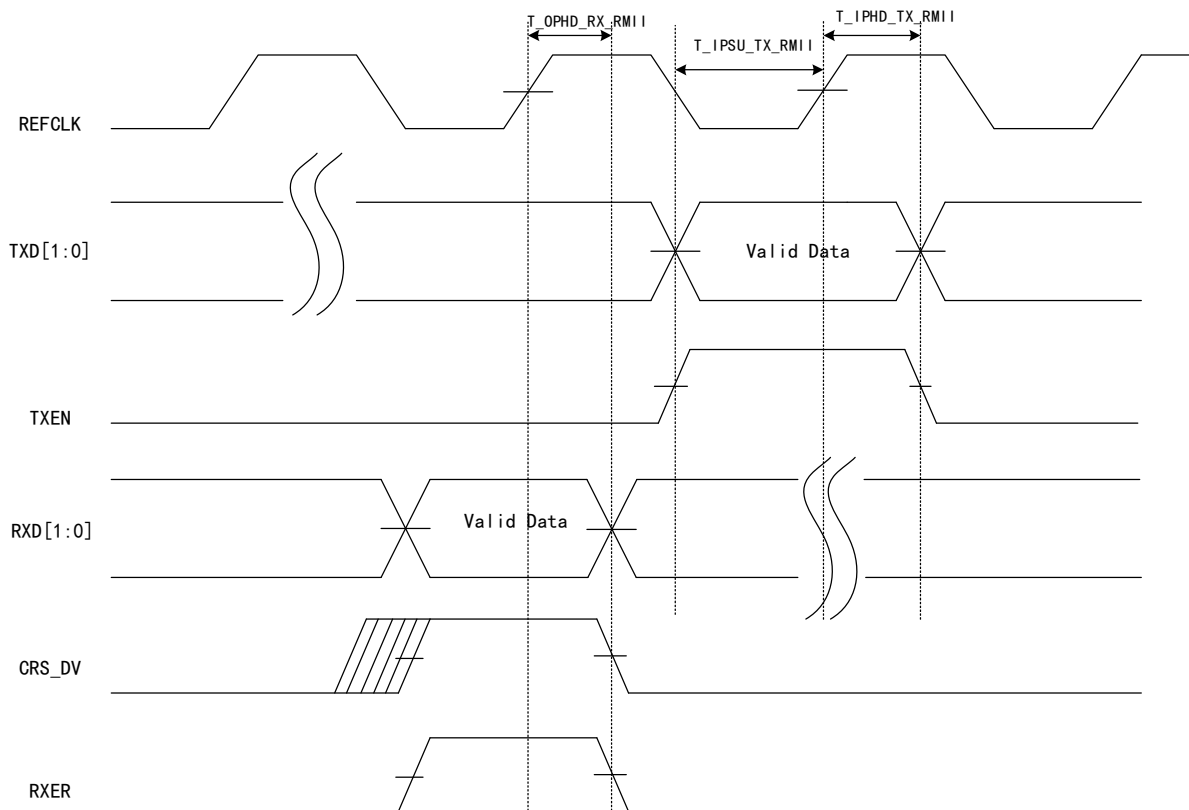 T_OPHD_RX_RMII
T_IPSU_TX_RMII
T_IPHD_TX_RMII
REFCLK
TXD[1:0]
Valid Data
TXEN
RXD[1:0]
Valid Data
CRS_DV
RXER